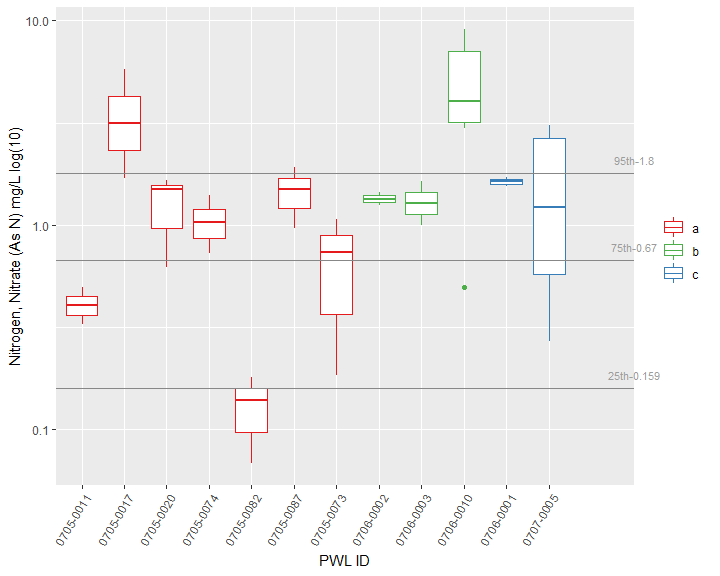 10.0
1.0
0.1
Nitrogen, Nitrate (As N) mg/L log(10)
95th-1.8
75th-0.67
25th-0.159
a
b
c
0705-0011
0705-0017
0705-0020
0705-0074
0705-0082
0705-0087
0705-0073
0706-0002
0706-0003
0706-0010
0706-0001
0707-0005
PWL ID